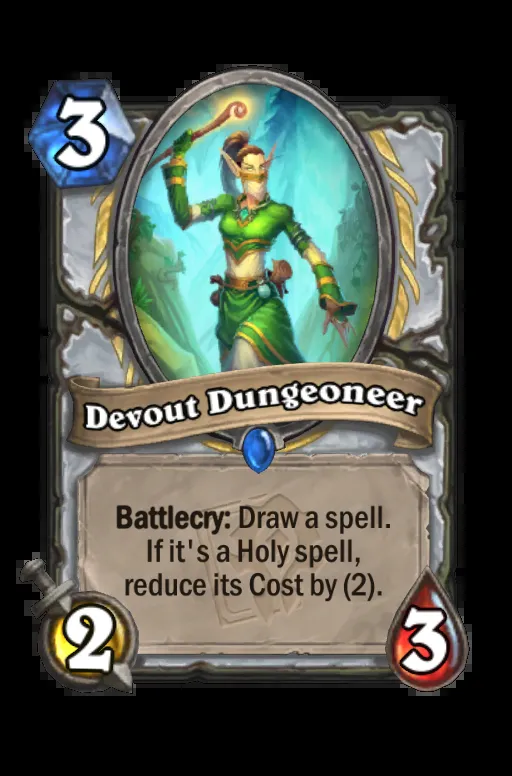 3
Devout Dungeoneer
Battlecry: Draw a spell.
If it's a Holy spell,
reduce its Cost by (2).
2
3